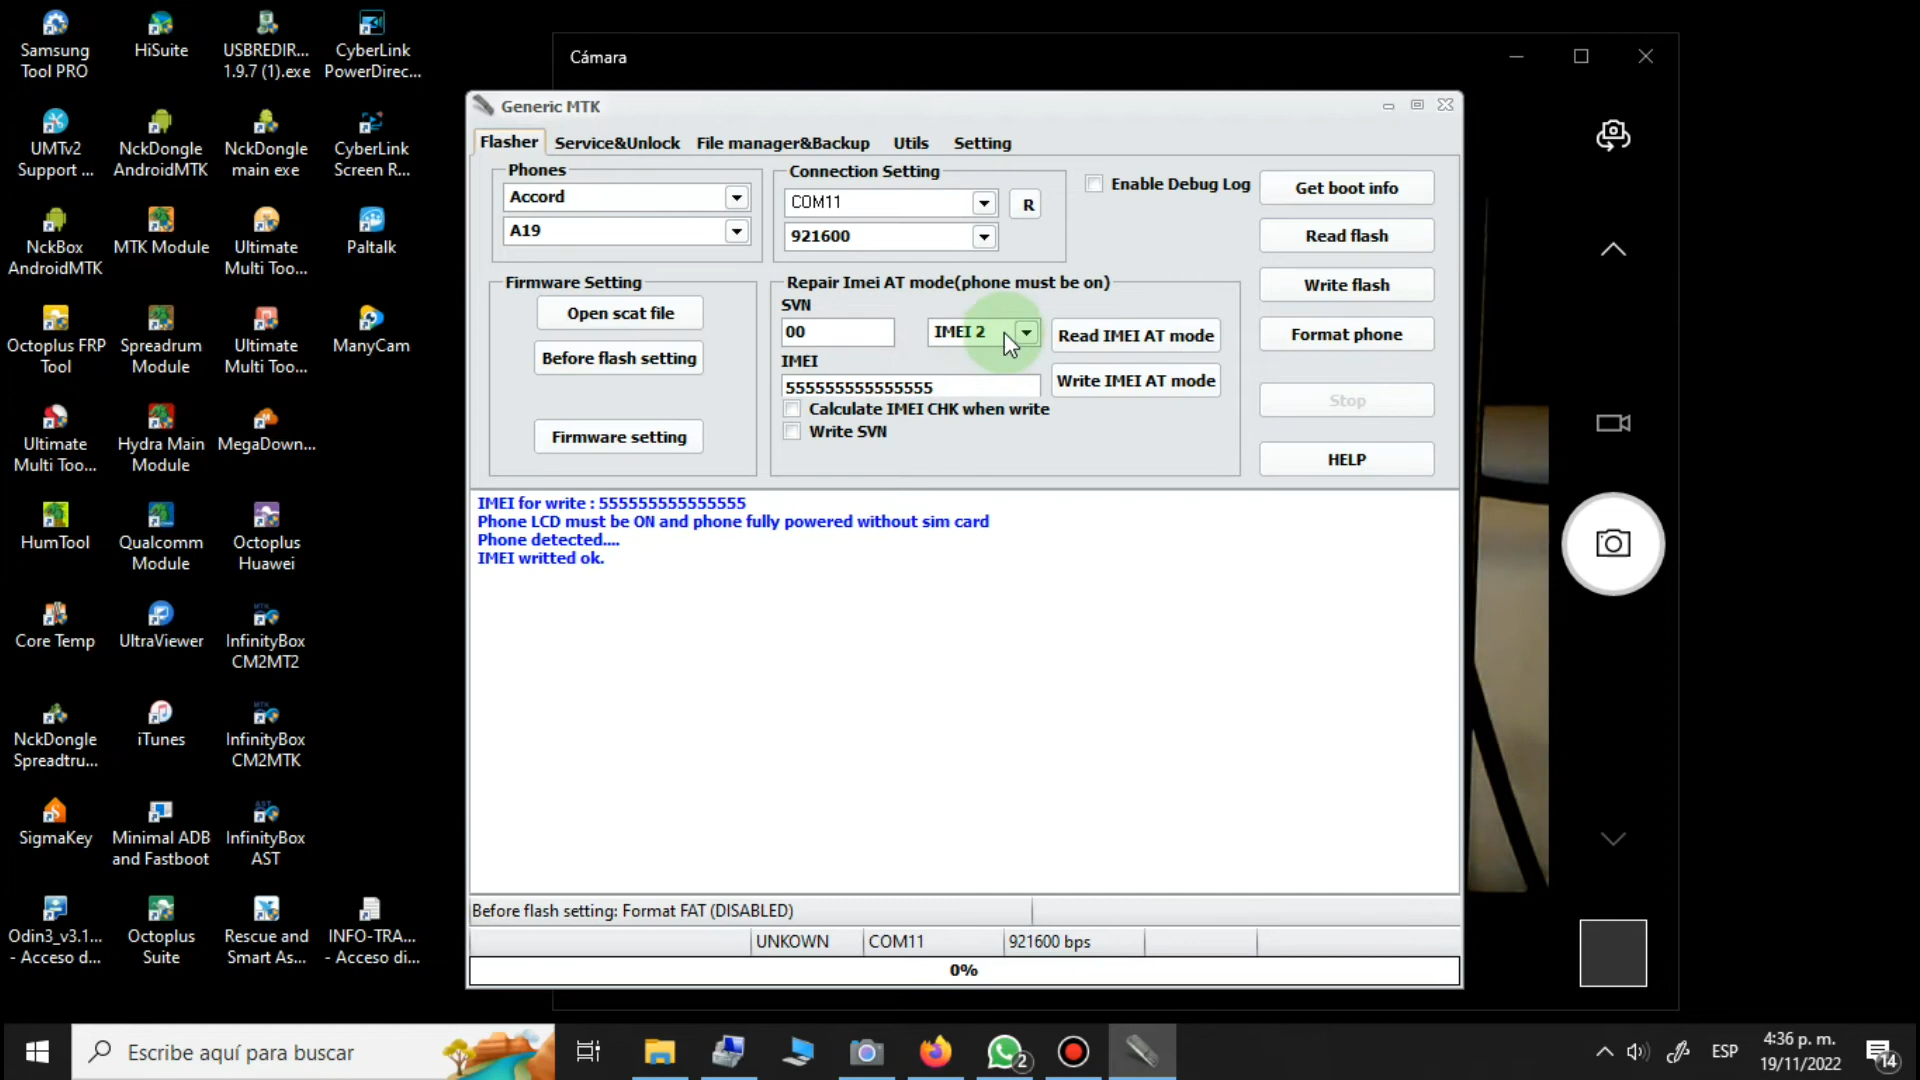 Samsung
Tool PRO
HiSuite
USBREDIR...
1.9.7 (1).exe
CyberLink
PowerDirec...
UMTv2
Support ...
NckDongle
AndroidMTK
NckDongle
main exe
CyberLink
Screen R...
NckBox
AndroidMTK
MTK Module
Ultimate
Multi Too...
Paltalk
Octoplus FRP
Tool
Spreadrum
Module
Ultimate
Multi Too...
ManyCam
Ultimate
Multi Too...
Hydra Main
Module
MegaDown...
HumTool
Qualcomm
Module
Octoplus
Huawei
Core Temp
UltraViewer
InfinityBox
CM2MT2
NckDongle
Spreadtru...
iTunes
InfinityBox
CM2MTK
SigmaKey
Minimal ADB
and Fastboot
InfinityBox
AST
Odin3_v3.1...
- Acceso d...
Octoplus
Suite
Rescue and
Smart As...
INFO-TRA...
- Acceso di...
Cámara
Generic MTK
Flasher Service&Unlock File manager&Backup Utils Setting
Phones
Accord
A19
Connection Setting
COM11
R
921600
Enable Debug Log
Get boot info
Read flash
Write flash
Format phone
Stop
HELP
Firmware Setting
Open scat file
Before flash setting
Firmware setting
Repair Imei AT mode(phone must be on)
SVN
00
IMEI 2
Read IMEI AT mode
IMEI
555555555555555
Write IMEI AT mode
Calculate IMEI CHK when write
Write SVN
IMEI for write : 555555555555555
Phone LCD must be ON and phone fully powered without sim card
Phone detected....
IMEI writted ok.
Before flash setting: Format FAT (DISABLED)
UNKOWN COM11 921600 bps
0%
Escribe aquí para buscar
2
ESP
4:36 p. m.
19/11/2022
14